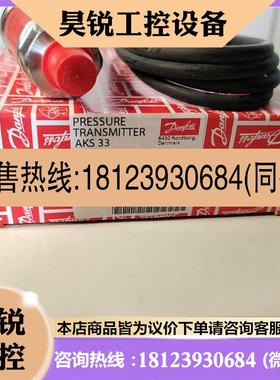 昊锐工控设备
PRESSURE
TRANSMITTER
AKS 33
Danfoss
6430 Nordborg,
Denmark
Danfoss
售热线:18123930684(同
锐
控
本店商品皆为议价下单请咨询客服
咨询热线:18123930684 (微